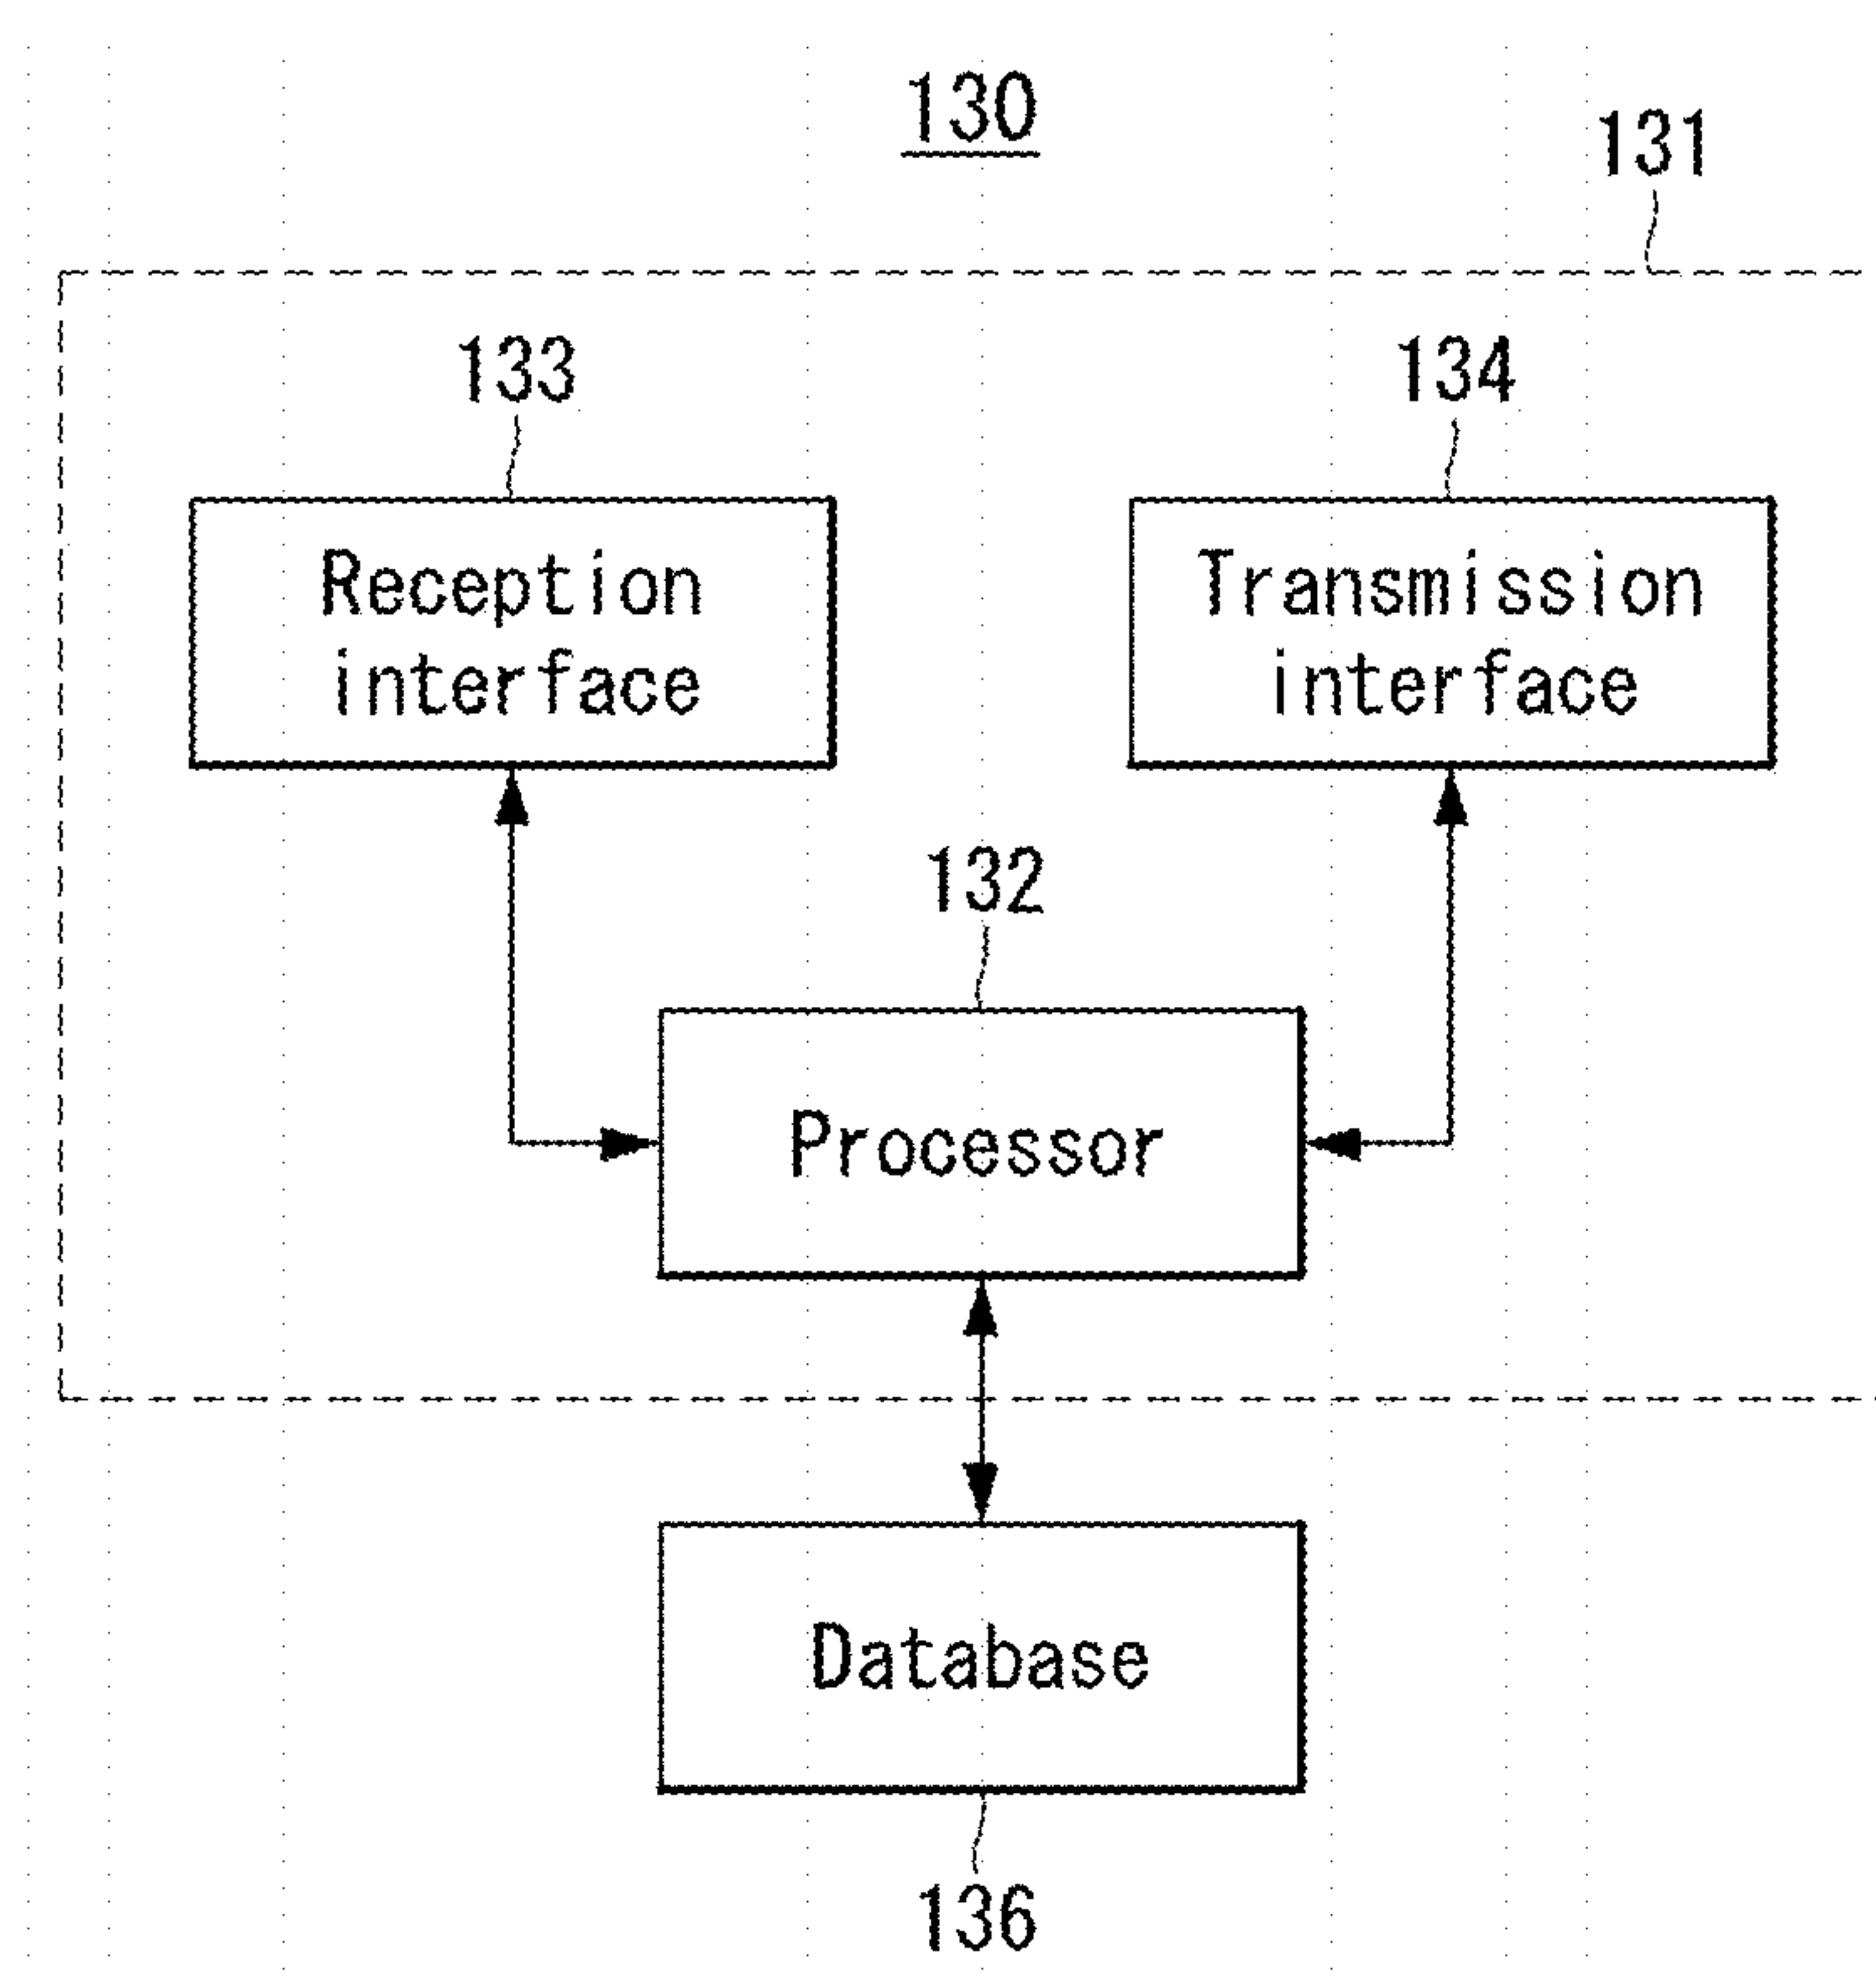 130
131
133
134
Reception
interface
Transmission
interface
132
Processor
Database
136